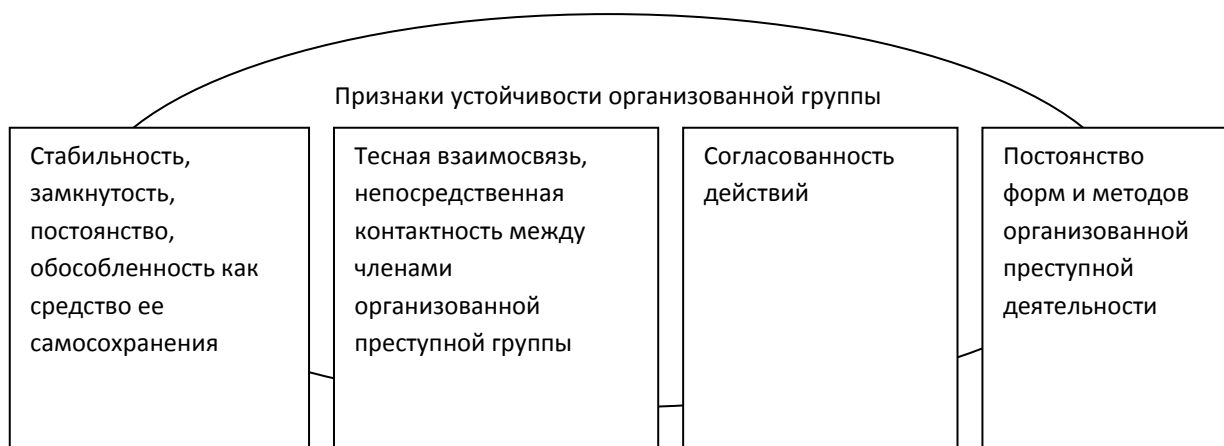 Признаки устойчивости организованной группы
Стабильность,
замкнутость,
постоянство,
обособленность как
средство ее
самосохранения
Тесная взаимосвязь,
непосредственная
контактность между
членами
организованной
преступной группы
Согласованность
действий
Постоянство
форм и методов
организованной
преступной
деятельности